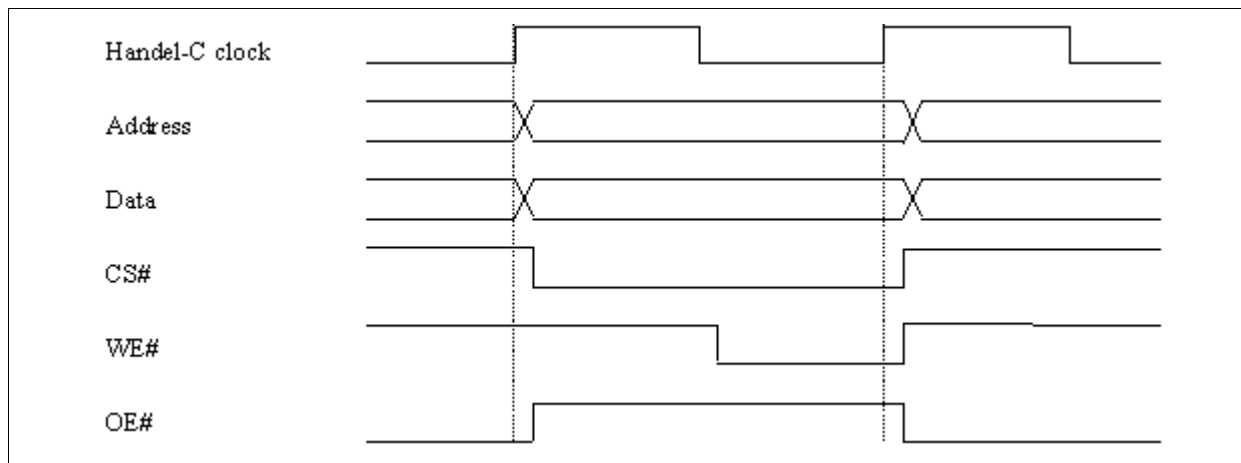 Handel-C clock
Address
Data
CS#
WE#
OE#